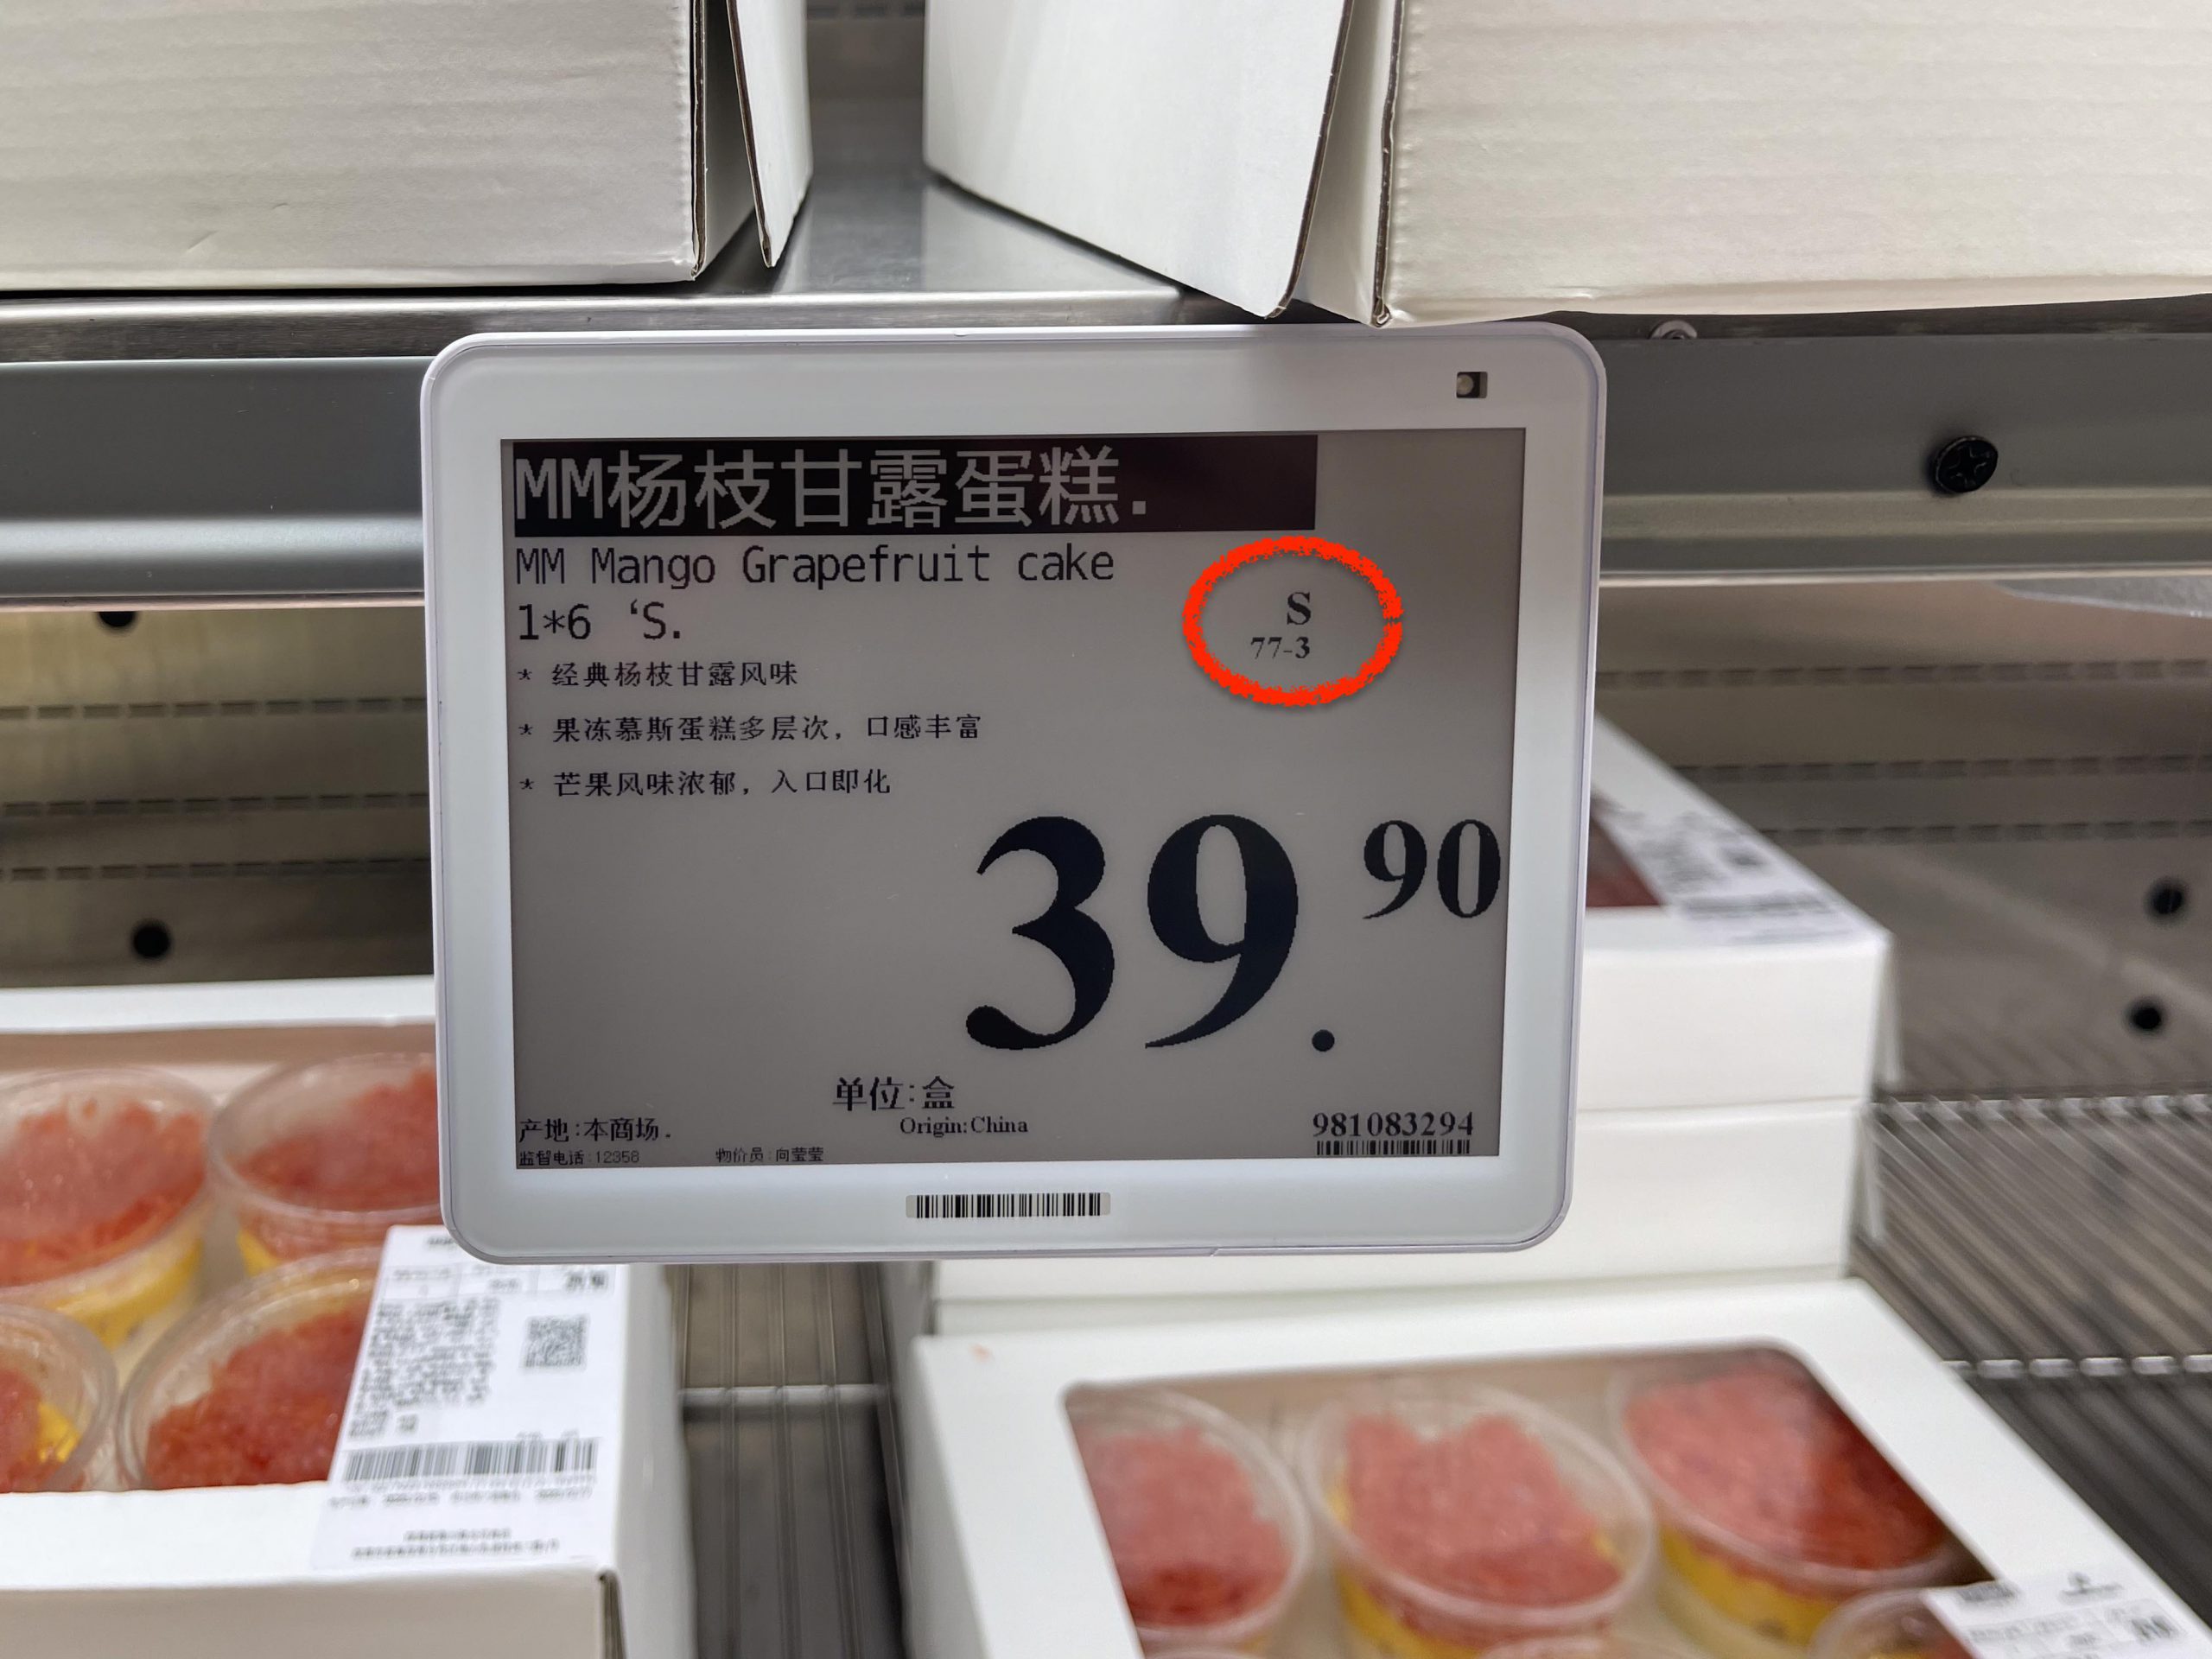 MM杨枝甘露蛋糕.
MM Mango Grapefruit cake
1*6 ‘S.
S
77-3
* 经典杨枝甘露风味
* 果冻慕斯蛋糕多层次，口感丰富
* 芒果风味浓郁，入口即化
39.90
单位:盒
产地:本商场.
Origin:China
981083294
监督电话:12358
物价员:向莹莹